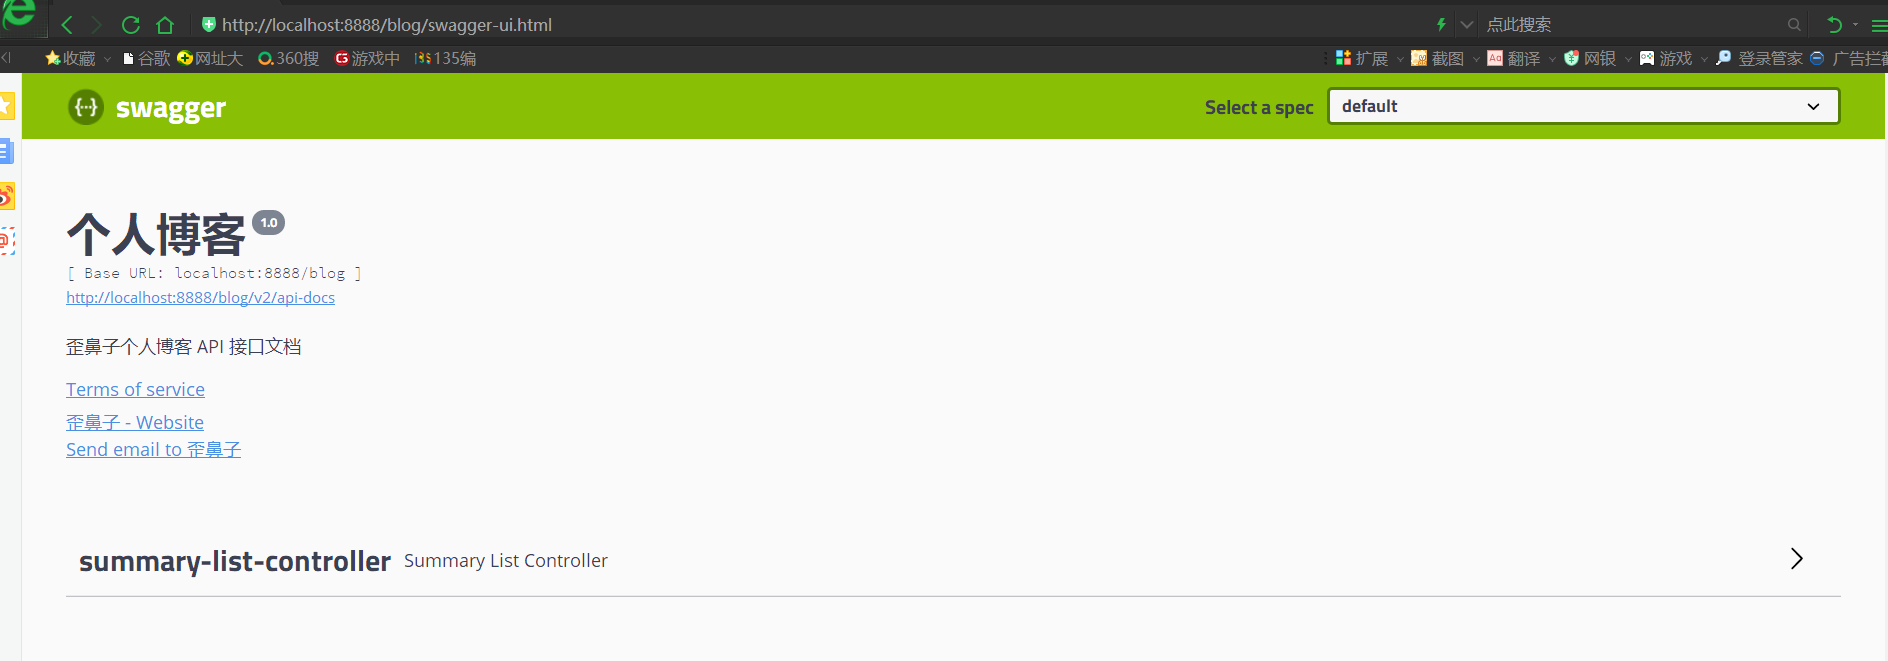 http://localhost:8888/blog/swagger-ui.html
点此搜索
收藏 谷歌 网址大 360搜 游戏中 135编 扩展 截图 翻译 网银 游戏 登录管家 广告拦截
swagger Select a spec default
个人博客 1.0
[ Base URL: localhost:8888/blog ]
http://localhost:8888/blog/v2/api-docs
歪鼻子个人博客 API 接口文档
Terms of service
歪鼻子 - Website
Send email to 歪鼻子
summary-list-controller Summary List Controller